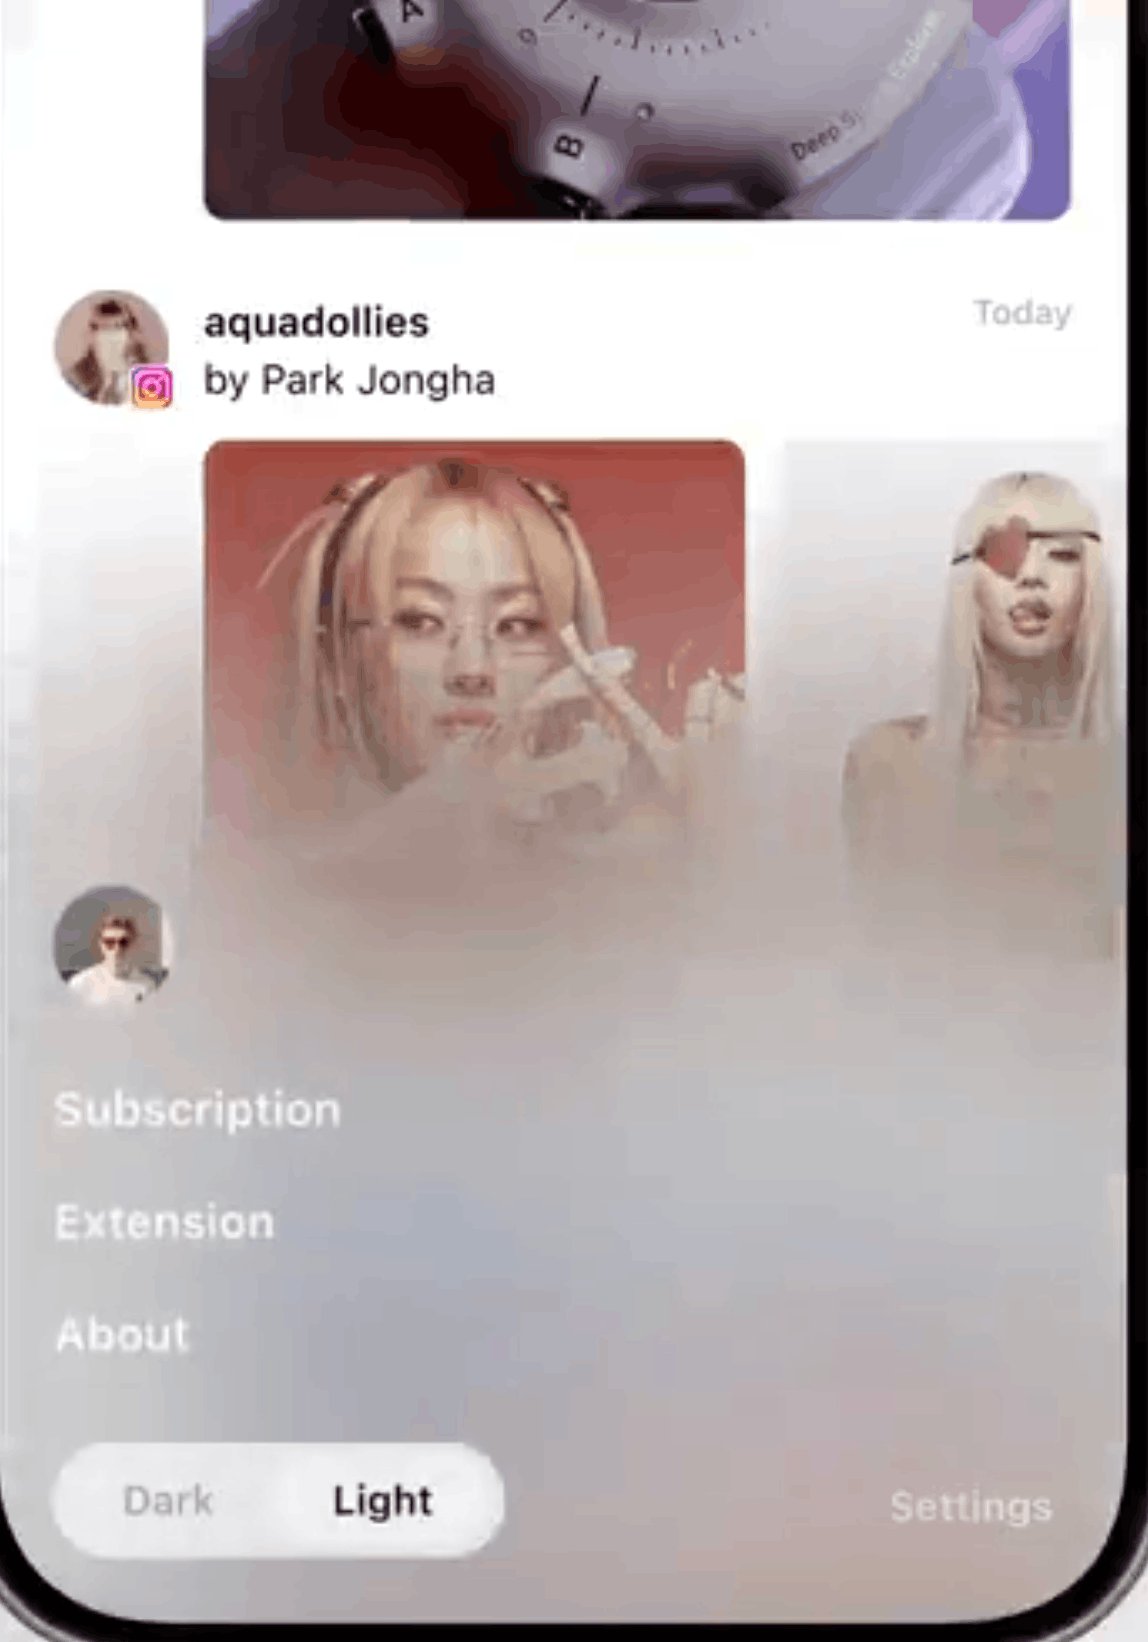 A
B
Deep
Explore
aquadollies
Today
by Park Jongha
Subscription
Extension
About
Dark
Light
Settings